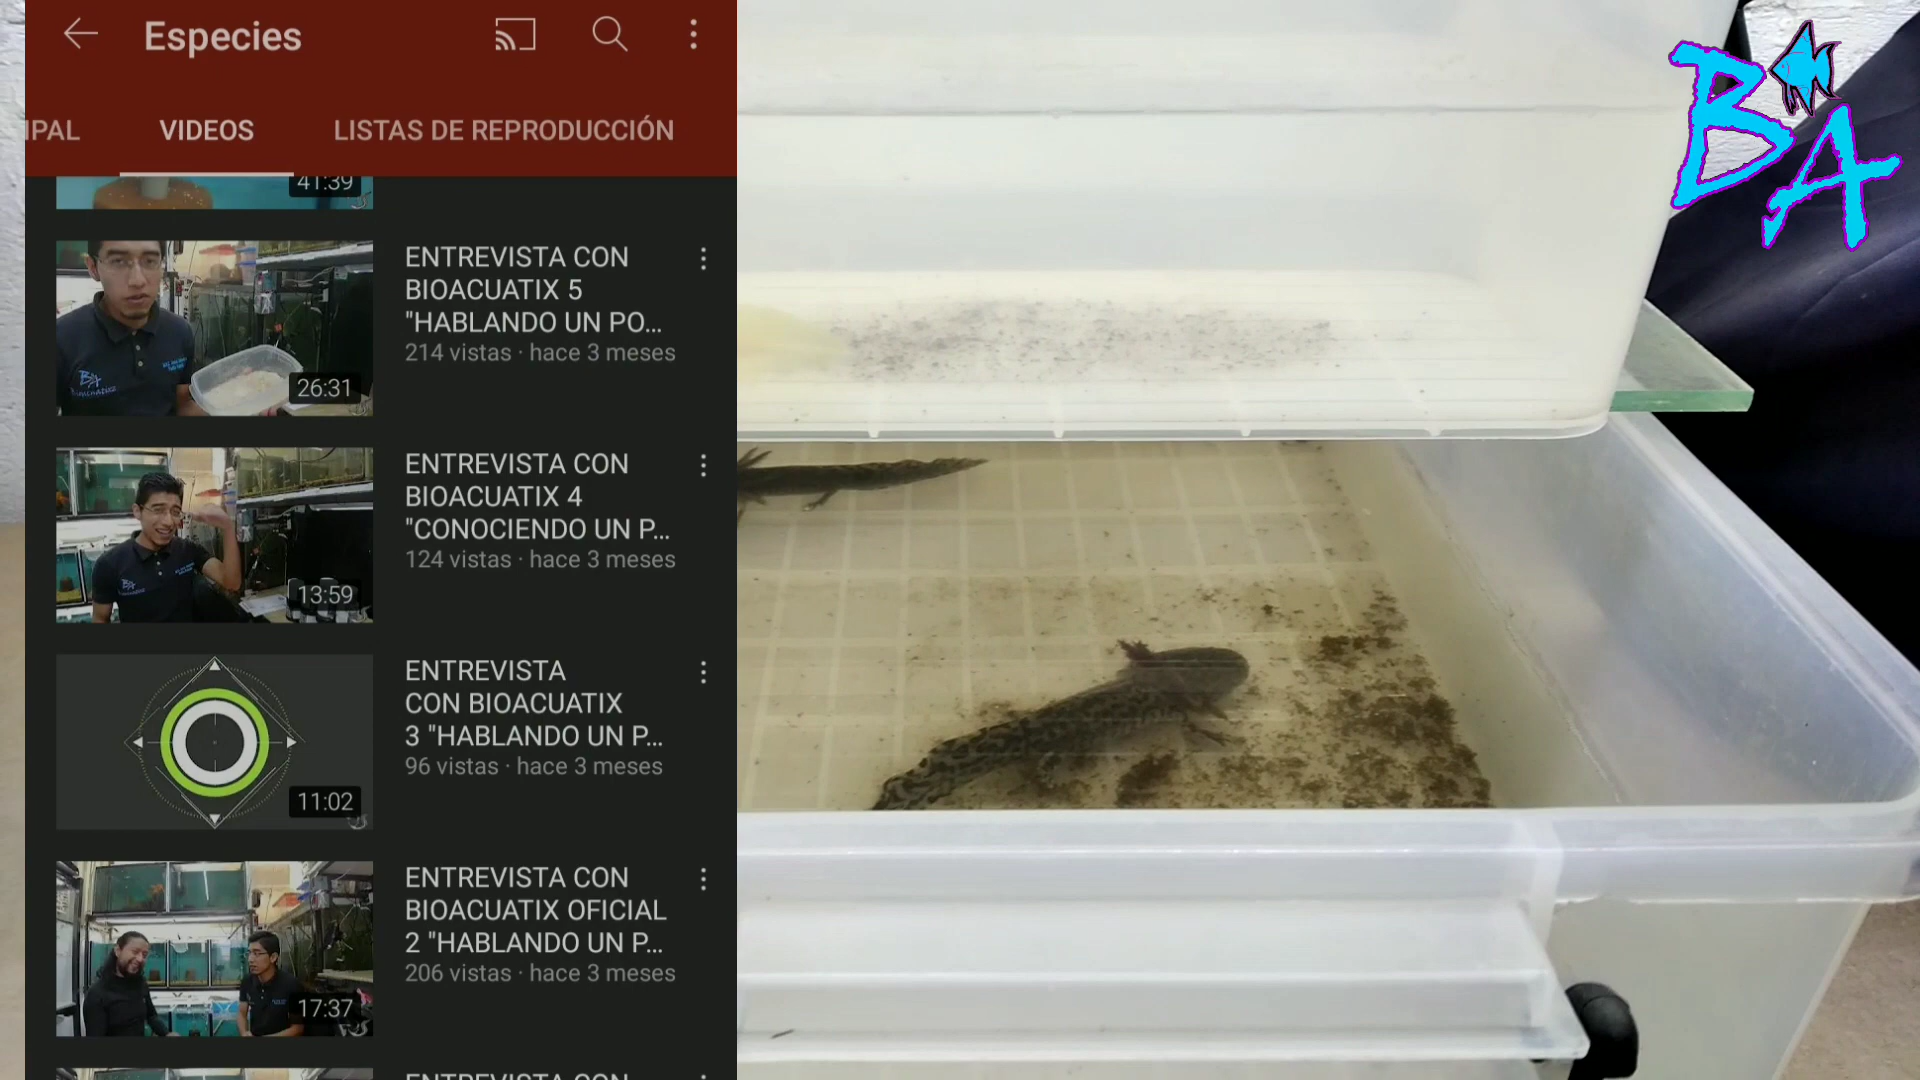 Especies
IPAL
VIDEOS
LISTAS DE REPRODUCCIÓN
41:39
ENTREVISTA CON
BIOACUATIX 5
"HABLANDO UN PO...
214 vistas · hace 3 meses
26:31
ENTREVISTA CON
BIOACUATIX 4
"CONOCIENDO UN P...
124 vistas · hace 3 meses
13:59
ENTREVISTA
CON BIOACUATIX
3 "HABLANDO UN P...
96 vistas · hace 3 meses
11:02
ENTREVISTA CON
BIOACUATIX OFICIAL
2 "HABLANDO UN P...
206 vistas · hace 3 meses
17:37
ENTREVISTA CON
BA